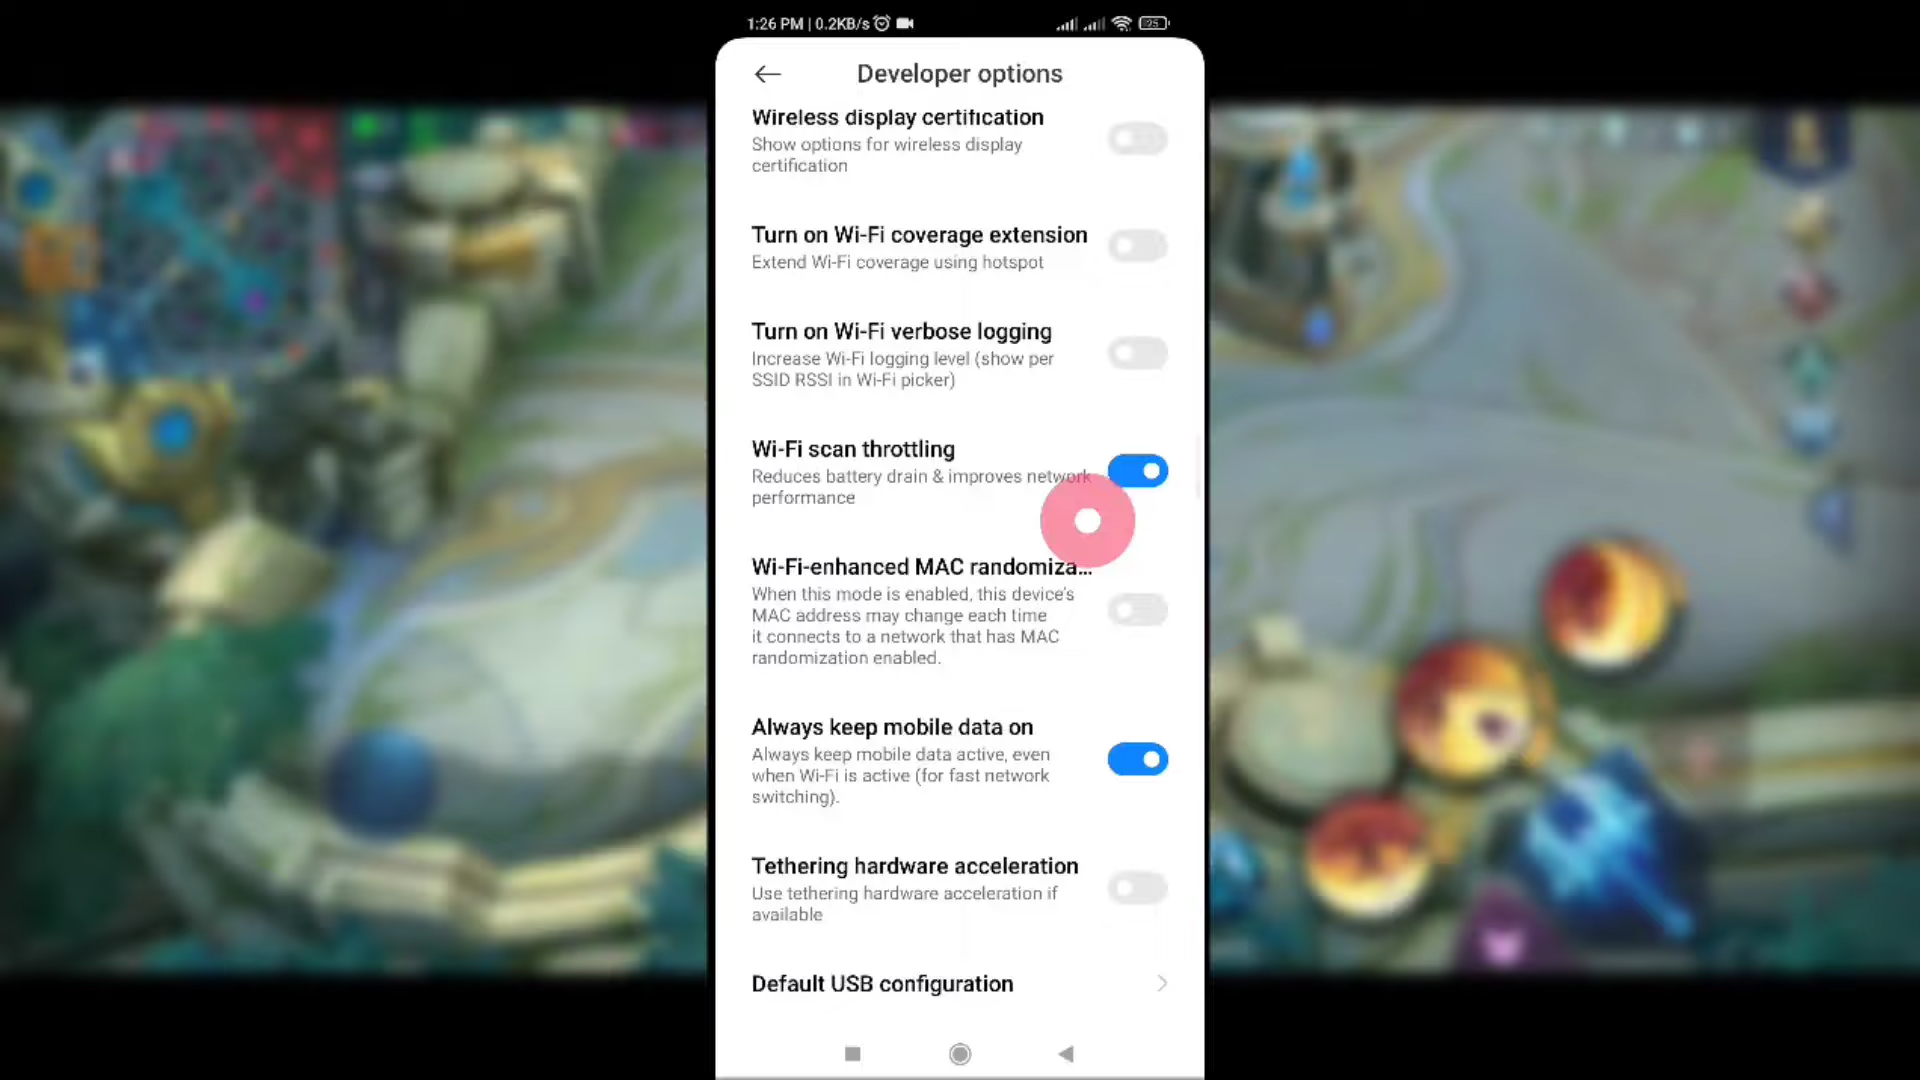 1:26 PM | 0.2KB/s
25
Developer options
Wireless display certification
Show options for wireless display
certification
Turn on Wi-Fi coverage extension
Extend Wi-Fi coverage using hotspot
Turn on Wi-Fi verbose logging
Increase Wi-Fi logging level (show per
SSID RSSI in Wi-Fi picker)
Wi-Fi scan throttling
Reduces battery drain & improves network
performance
Wi-Fi-enhanced MAC randomiza...
When this mode is enabled, this device's
MAC address may change each time
it connects to a network that has MAC
randomization enabled.
Always keep mobile data on
Always keep mobile data active, even
when Wi-Fi is active (for fast network
switching).
Tethering hardware acceleration
Use tethering hardware acceleration if
available
Default USB configuration